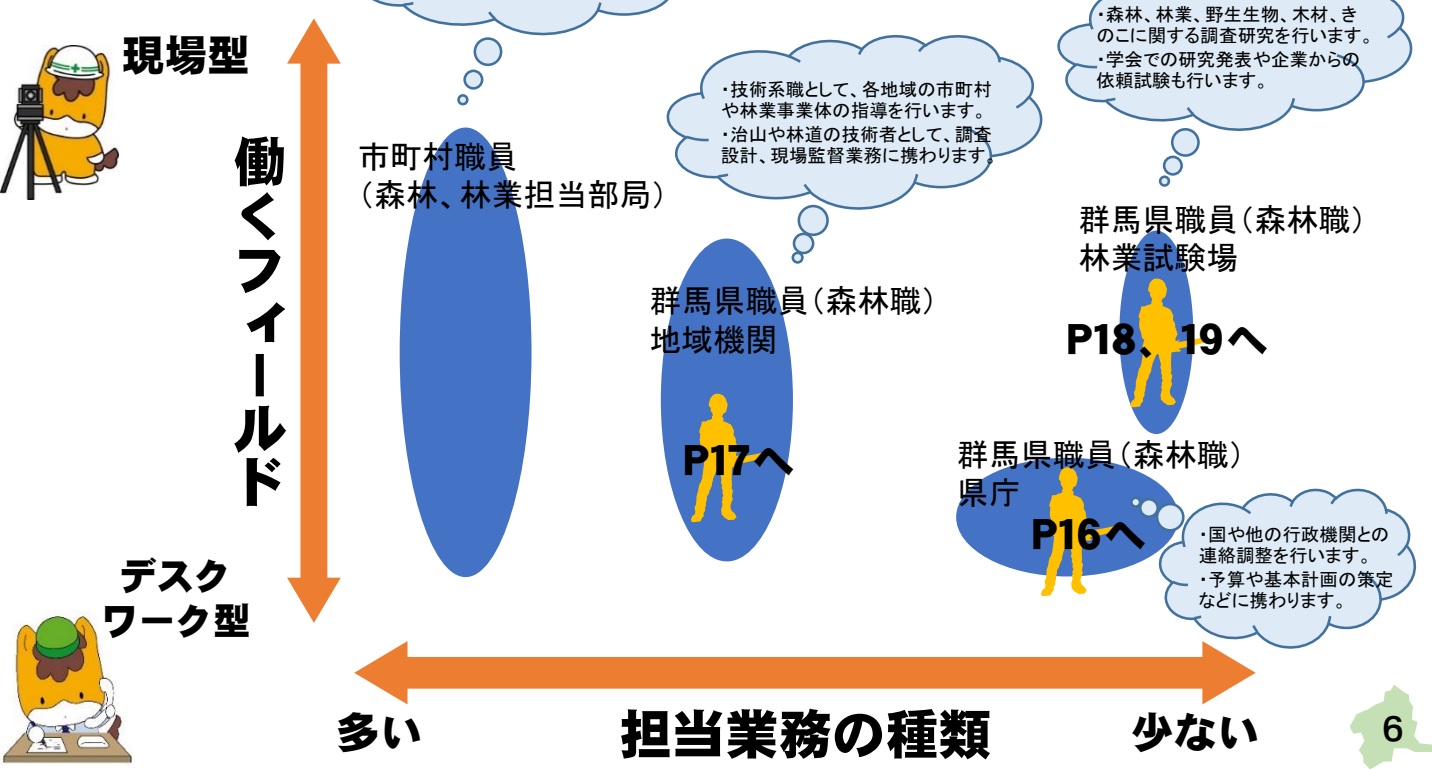 現場型
働くフィールド
デスク
ワーク型
市町村職員
（森林、林業担当部局）
・技術系職として、各地域の市町村
や林業事業体の指導を行います。
・治山や林道の技術者として、調査
設計、現場監督業務に携わります。
群馬県職員（森林職）
地域機関
P17へ
・森林、林業、野生生物、木材、き
のこに関する調査研究を行います。
・学会での研究発表や企業からの
依頼試験も行います。
群馬県職員（森林職）
林業試験場
P18、19へ
群馬県職員（森林職）
県庁
P16へ
・国や他の行政機関との
連絡調整を行います。
・予算や基本計画の策定
などに携わります。
多い
担当業務の種類
少ない
6